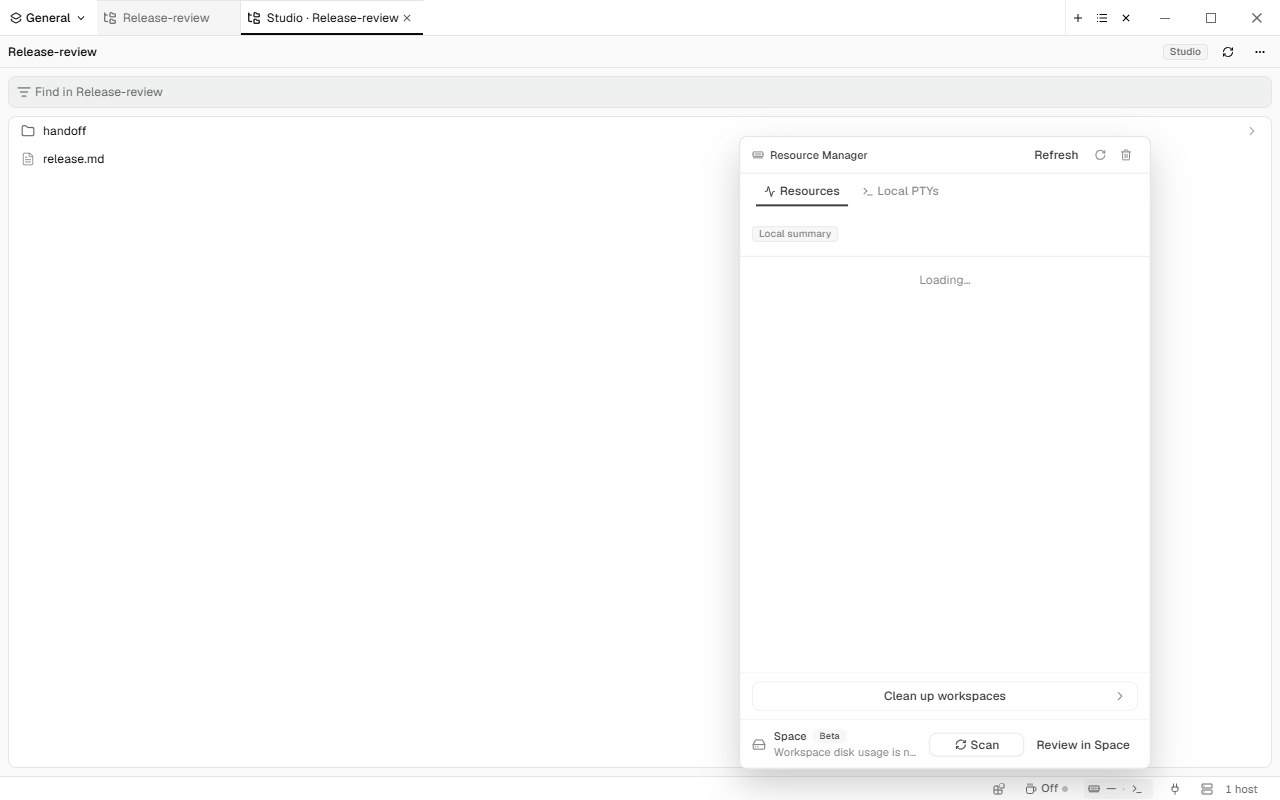 General
Release-review
Studio · Release-review
Release-review
Studio
Find in Release-review
handoff
release.md
Resource Manager
Refresh
Resources
Local PTYs
Local summary
Loading…
Clean up workspaces
Space
Beta
Workspace disk usage is n…
Scan
Review in Space
Off
1 host